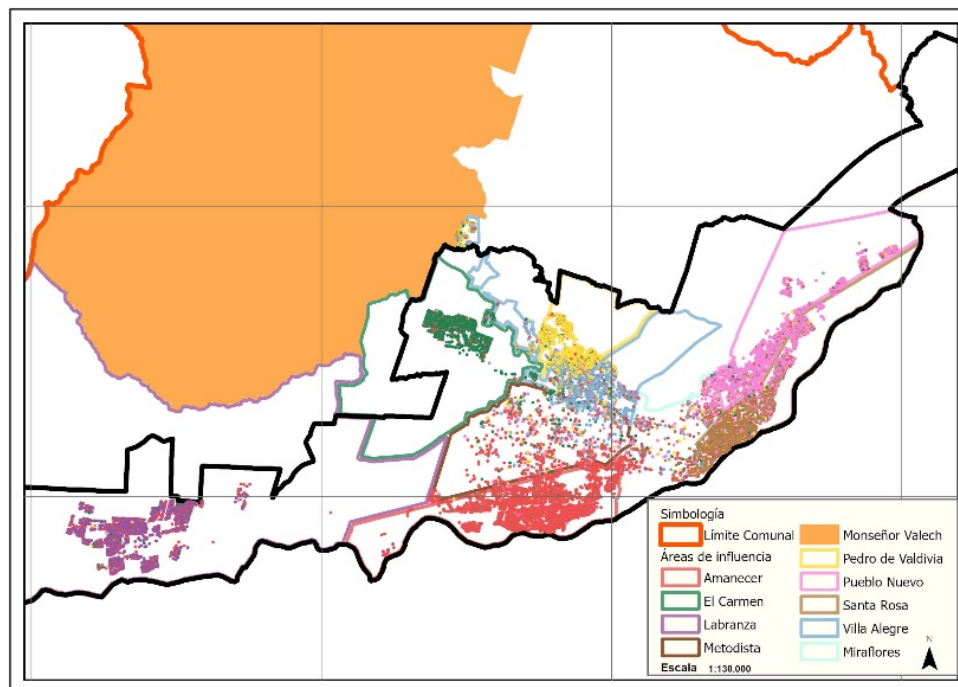 Simbología
Límite Comunal
Áreas de influencia
Amanecer
El Carmen
Labranza
Metodista
Monseñor Valech
Pedro de Valdivia
Pueblo Nuevo
Santa Rosa
Villa Alegre
Miraflores
Escala 1:130.000
N